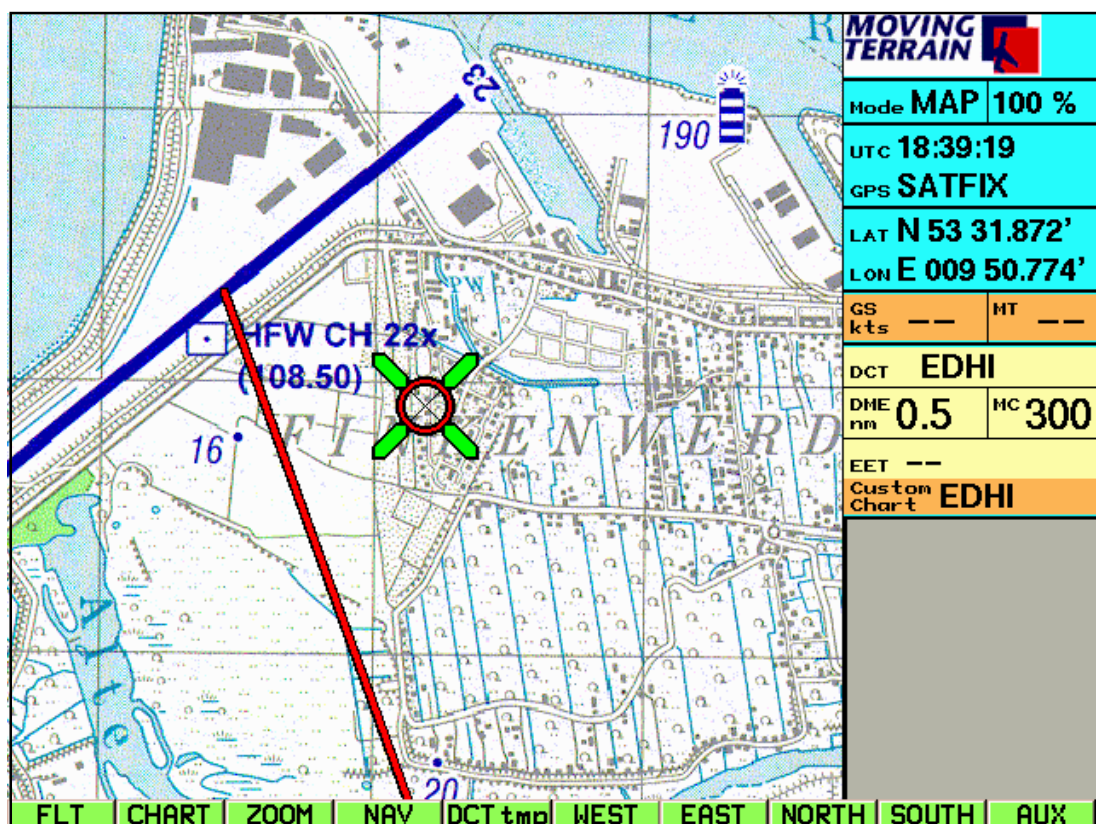 MOVING
TERRAIN
Mode MAP 100 %
UTC 18:39:19
GPS SATFIX
LAT N 53 31.872'
LON E 009 50.774'
GS kts -- MT --
DCT EDHI
DME nm 0.5 MC 300
EET --
Custom Chart EDHI
23
190
PW
HFW CH 22x
(108.50)
16
Alte
20
FLT CHART ZOOM NAV DCT tmp WEST EAST NORTH SOUTH AUX